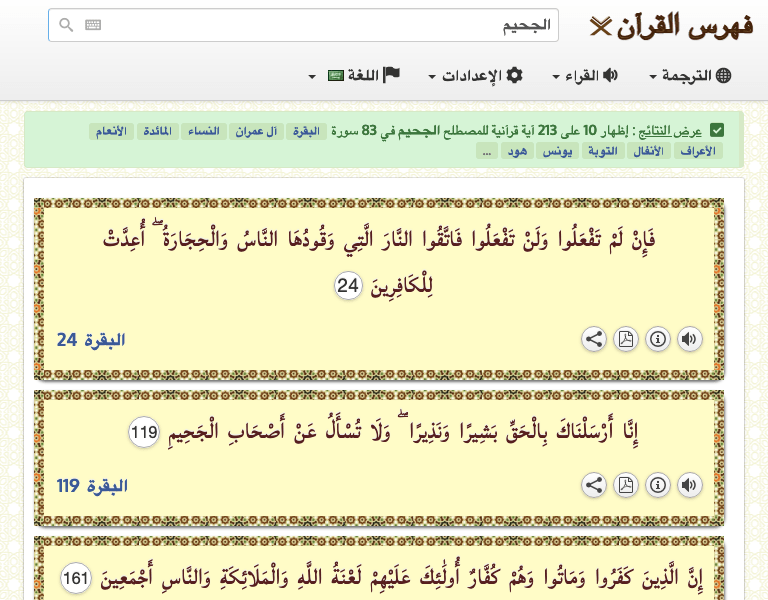 فهرس القرآن
الجحيم
الترجمة القراء الإعدادات اللغة
عرض النتائج : إظهار 10 على 213 آية قرآنية للمصطلح الجحيم في 83 سورة البقرة آل عمران النساء المائدة الأنعام
الأعراف الأنفال التوبة يونس هود ...
فَإِنْ لَمْ تَفْعَلُوا وَلَنْ تَفْعَلُوا فَاتَّقُوا النَّارَ الَّتِي وَقُودُهَا النَّاسُ وَالْحِجَارَةُ ۖ أُعِدَّتْ
لِلْكَافِرِينَ 24
البقرة 24
إِنَّا أَرْسَلْنَاكَ بِالْحَقِّ بَشِيرًا وَنَذِيرًا ۖ وَلَا تُسْأَلُ عَنْ أَصْحَابِ الْجَحِيمِ 119
البقرة 119
إِنَّ الَّذِينَ كَفَرُوا وَمَاتُوا وَهُمْ كُفَّارٌ أُولَٰئِكَ عَلَيْهِمْ لَعْنَةُ اللَّهِ وَالْمَلَائِكَةِ وَالنَّاسِ أَجْمَعِينَ 161